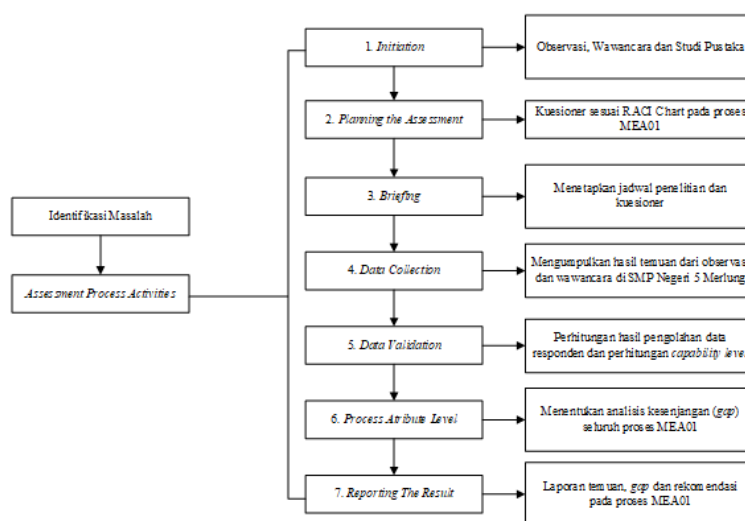 1. Initiation
Observasi, Wawancara dan Studi Pustaka
2. Planning the Assessment
Kuesioner sesuai RACI Chart pada proses
MEA01
3. Briefing
Menetapkan jadwal penelitian dan
kuesioner
Identifikasi Masalah
Assessment Process Activities
4. Data Collection
Mengumpulkan hasil temuan dari observas
dan wawancara di SMP Negeri 5 Merlung
5. Data Validation
Perhitungan hasil pengolahan data
responden dan perhitungan capability leve
6. Process Atribute Level
Menentukan analisis kesenjangan (gap)
seluruh proses MEA01
7. Reporting The Result
Laporan temuan, gap dan rekomendasi
pada proses MEA01